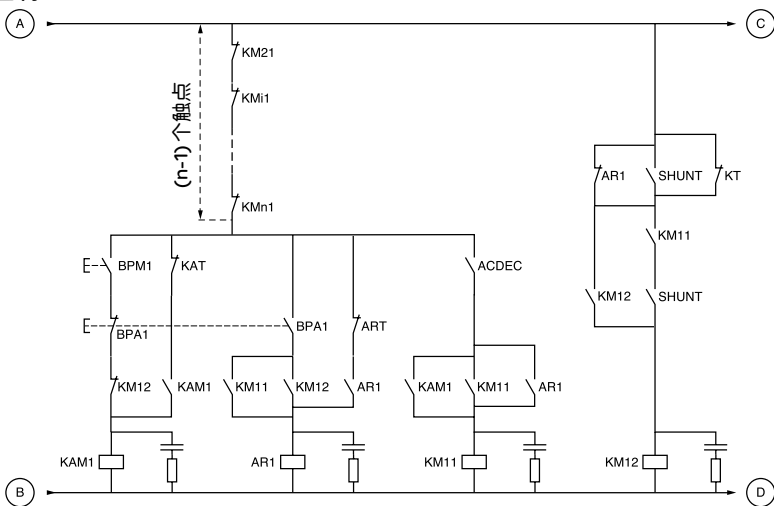 A
C
KM21
KMi1
(n-1) 个触点
KMn1
AR1
SHUNT
KT
KM11
BPM1
KAT
ACDEC
KM12
SHUNT
BPA1
BPA1
ART
KM12
KAM1
KM11
KM12
AR1
KAM1
KM11
AR1
KAM1
AR1
KM11
KM12
B
D